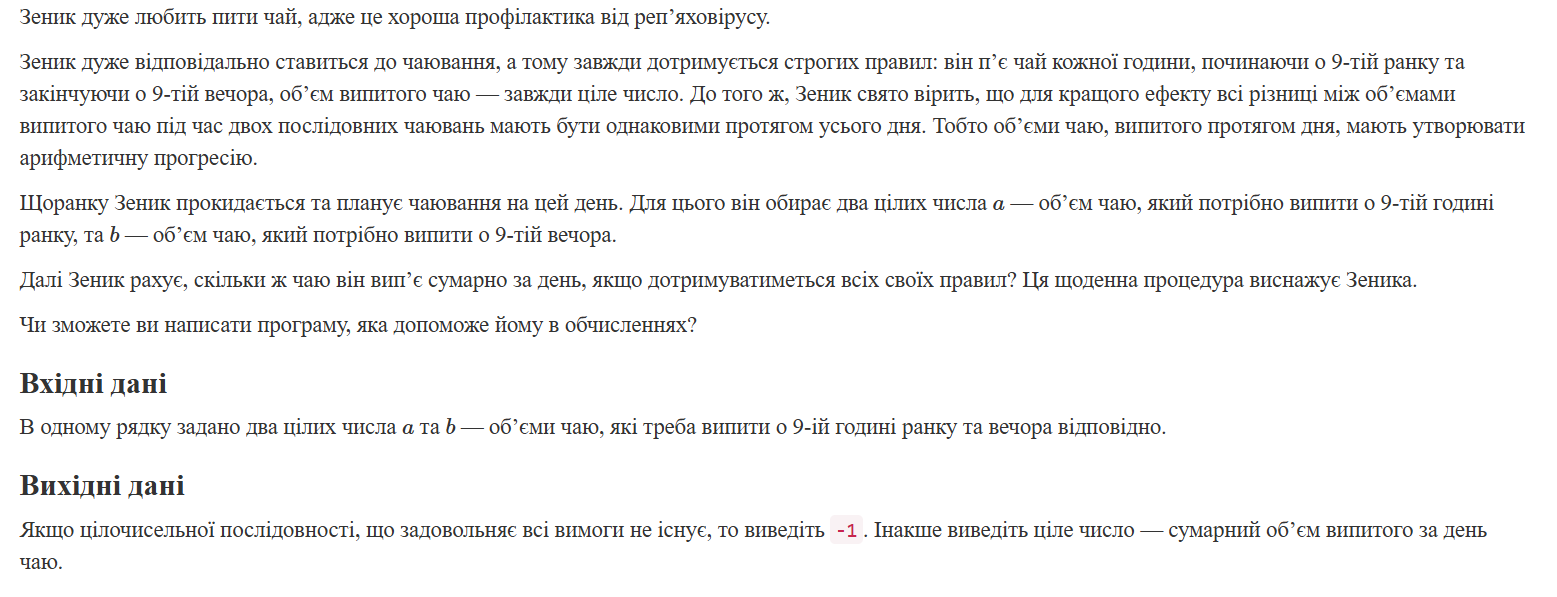 Зеник дуже любить пити чай, адже це хороша профілактика від реп’яховірусу.
Зеник дуже відповідально ставиться до чаювання, а тому завжди дотримується строгих правил: він п’є чай кожної години, починаючи о 9-тій ранку та
закінчуючи о 9-тій вечора, об’єм випитого чаю — завжди ціле число. До того ж, Зеник свято вірить, що для кращого ефекту всі різниці між об’ємами
випитого чаю під час двох послідовних чаювань мають бути однаковими протягом усього дня. Тобто об’єми чаю, випитого протягом дня, мають утворювати
арифметичну прогресію.
Щоранку Зеник прокидається та планує чаювання на цей день. Для цього він обирає два цілих числа a — об’єм чаю, який потрібно випити о 9-тій годині
ранку, та b — об’єм чаю, який потрібно випити о 9-тій вечора.
Далі Зеник рахує, скільки ж чаю він вип’є сумарно за день, якщо дотримуватиметься всіх своїх правил? Ця щоденна процедура виснажує Зеника.
Чи зможете ви написати програму, яка допоможе йому в обчисленнях?
Вхідні дані
В одному рядку задано два цілих числа a та b — об’єми чаю, які треба випити о 9-ій годині ранку та вечора відповідно.
Вихідні дані
Якщо цілочисельної послідовності, що задовольняє всі вимоги не існує, то виведіть -1. Інакше виведіть ціле число — сумарний об’єм випитого за день
чаю.